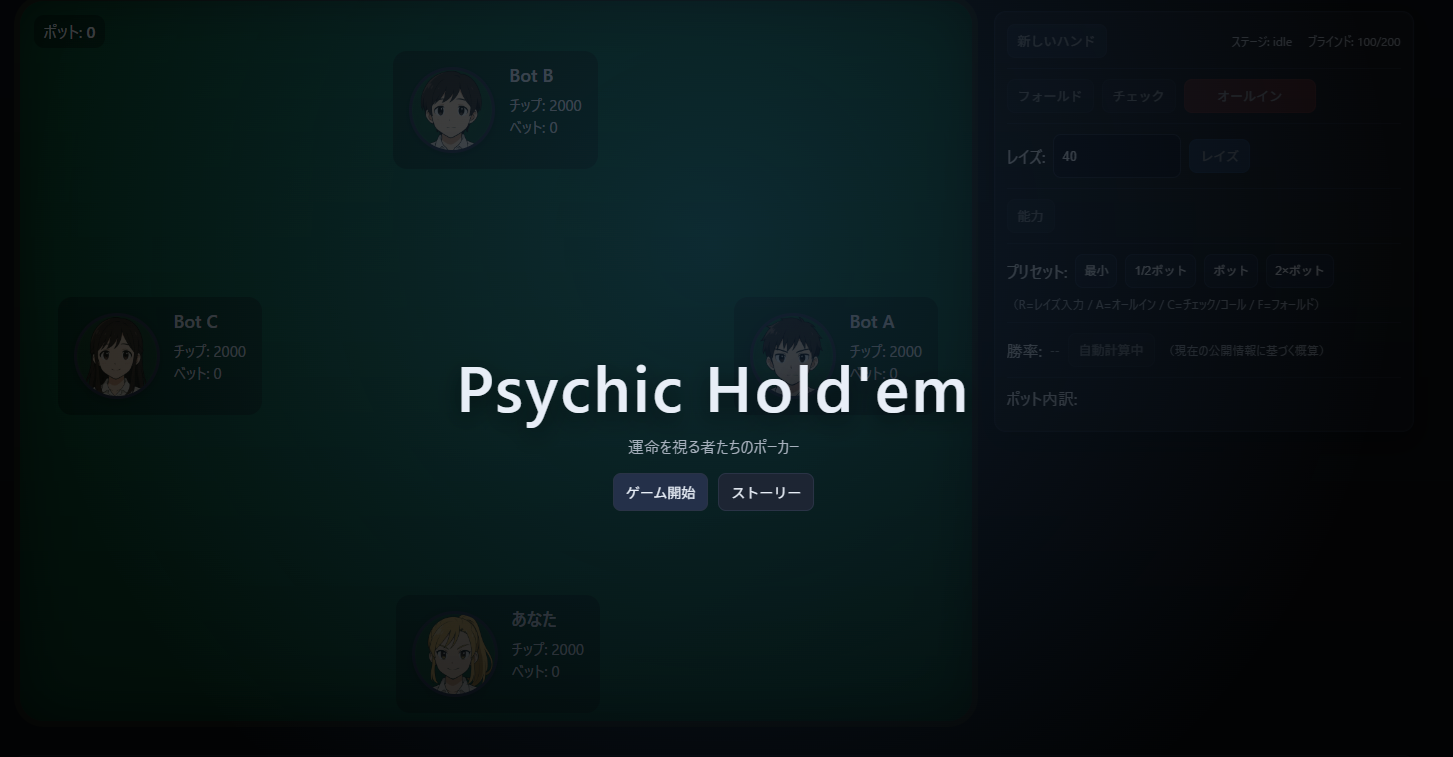 ポット: 0
Bot B
チップ: 2000
ベット: 0
Bot C
チップ: 2000
ベット: 0
Bot A
チップ: 2000
ベット: 0
Psychic Hold'em
運命を視る者たちのポーカー
ゲーム開始 ストーリー
あなた
チップ: 2000
ベット: 0
新しいハンド ステージ: idle ブラインド: 100/200
フォールド チェック オールイン
レイズ: 40 レイズ
能力
プリセット: 最小 1/2ポット ポット 2×ポット
（R=レイズ入力 / A=オールイン / C=チェック/コール / F=フォールド）
勝率: -- 自動計算中 （現在の公開情報に基づく概算）
ポット内訳: